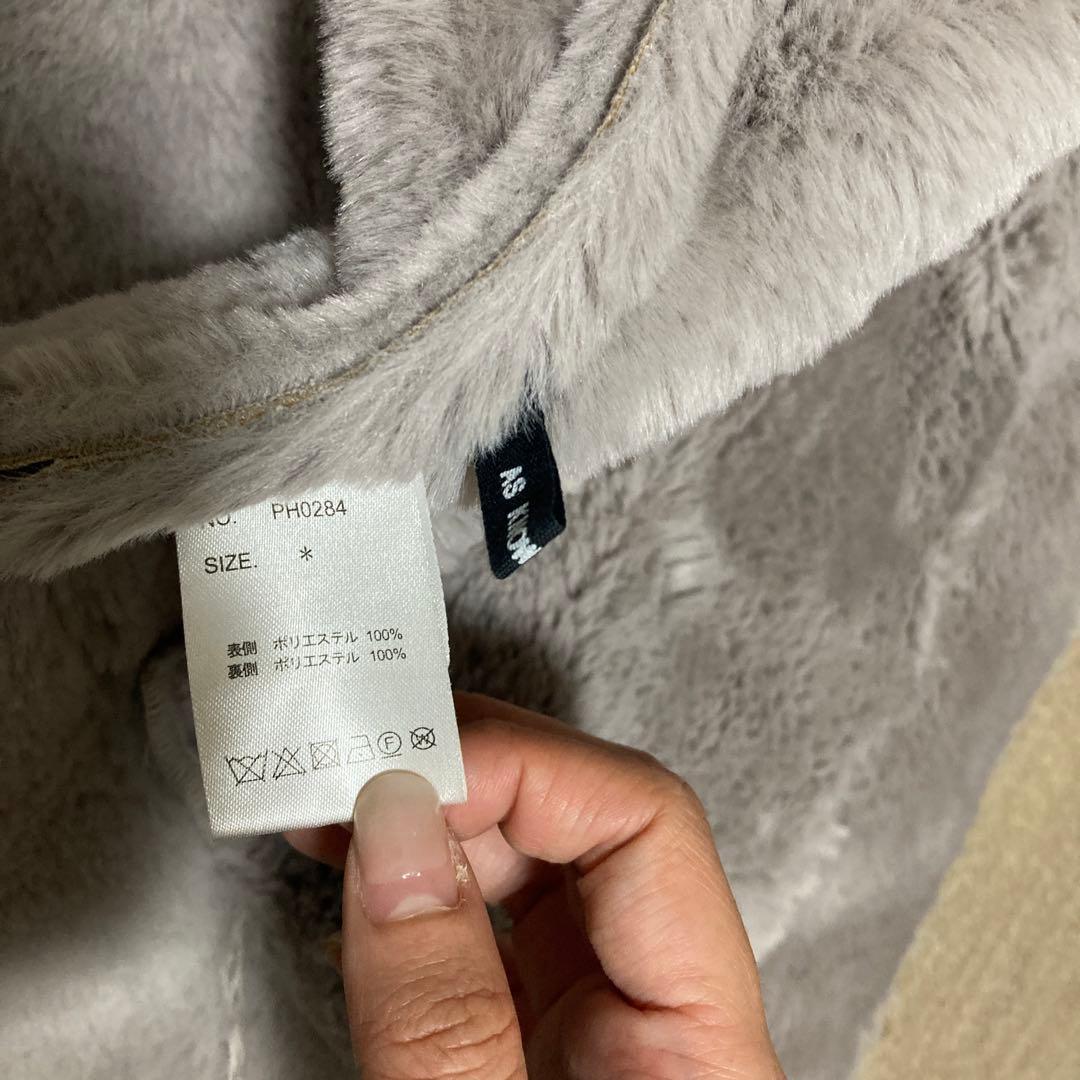 NO. PH0284
SIZE. *
表側 ポリエステル 100%
裏側 ポリエステル 100%
F
W
AS